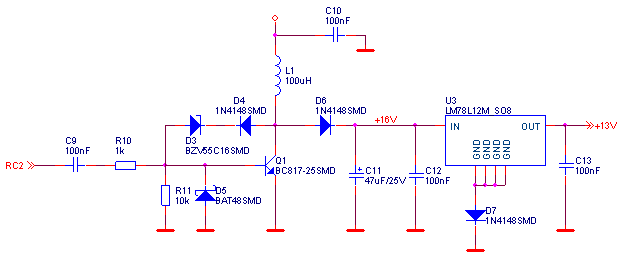 C10
100nF
L1
100uH
D4
1N4148SMD
D6
1N4148SMD
U3
LM78L12M SO8
+16V
IN
OUT
GND
GND
GND
GND
+13V
D3
BZV55C16SMD
C9
100nF
R10
1k
RC2
Q1
BC817-25SMD
C11
47uF/25V
C12
100nF
C13
100nF
R11
10k
D5
BAT48SMD
D7
1N4148SMD